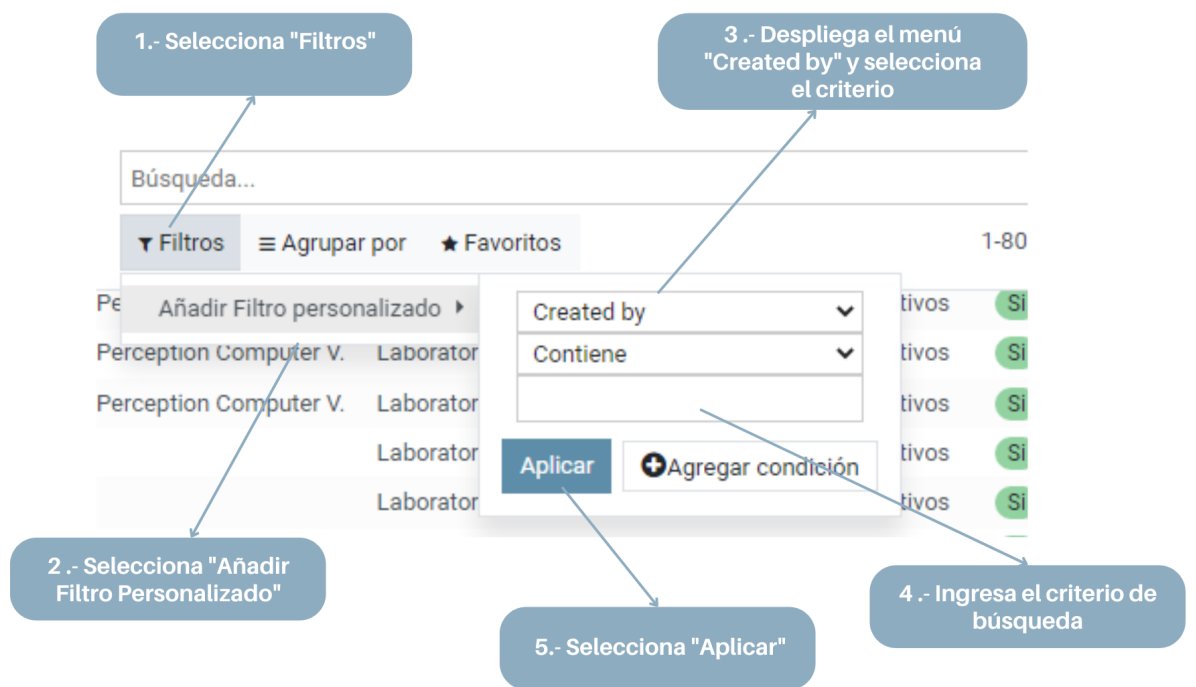 1.- Selecciona "Filtros"
3 .- Despliega el menú
"Created by" y selecciona
el criterio
Búsqueda...
Filtros
Agrupar por
Favoritos
1-80
Añadir Filtro personalizado
Created by
Contiene
Aplicar
Agregar condición
Pe
tivos
Si
Perception Computer V.
Laborator
tivos
Si
Perception Computer V.
Laborator
tivos
Si
Laborator
tivos
Si
Laborator
tivos
Si
2 .- Selecciona "Añadir
Filtro Personalizado"
4 .- Ingresa el criterio de
búsqueda
5.- Selecciona "Aplicar"